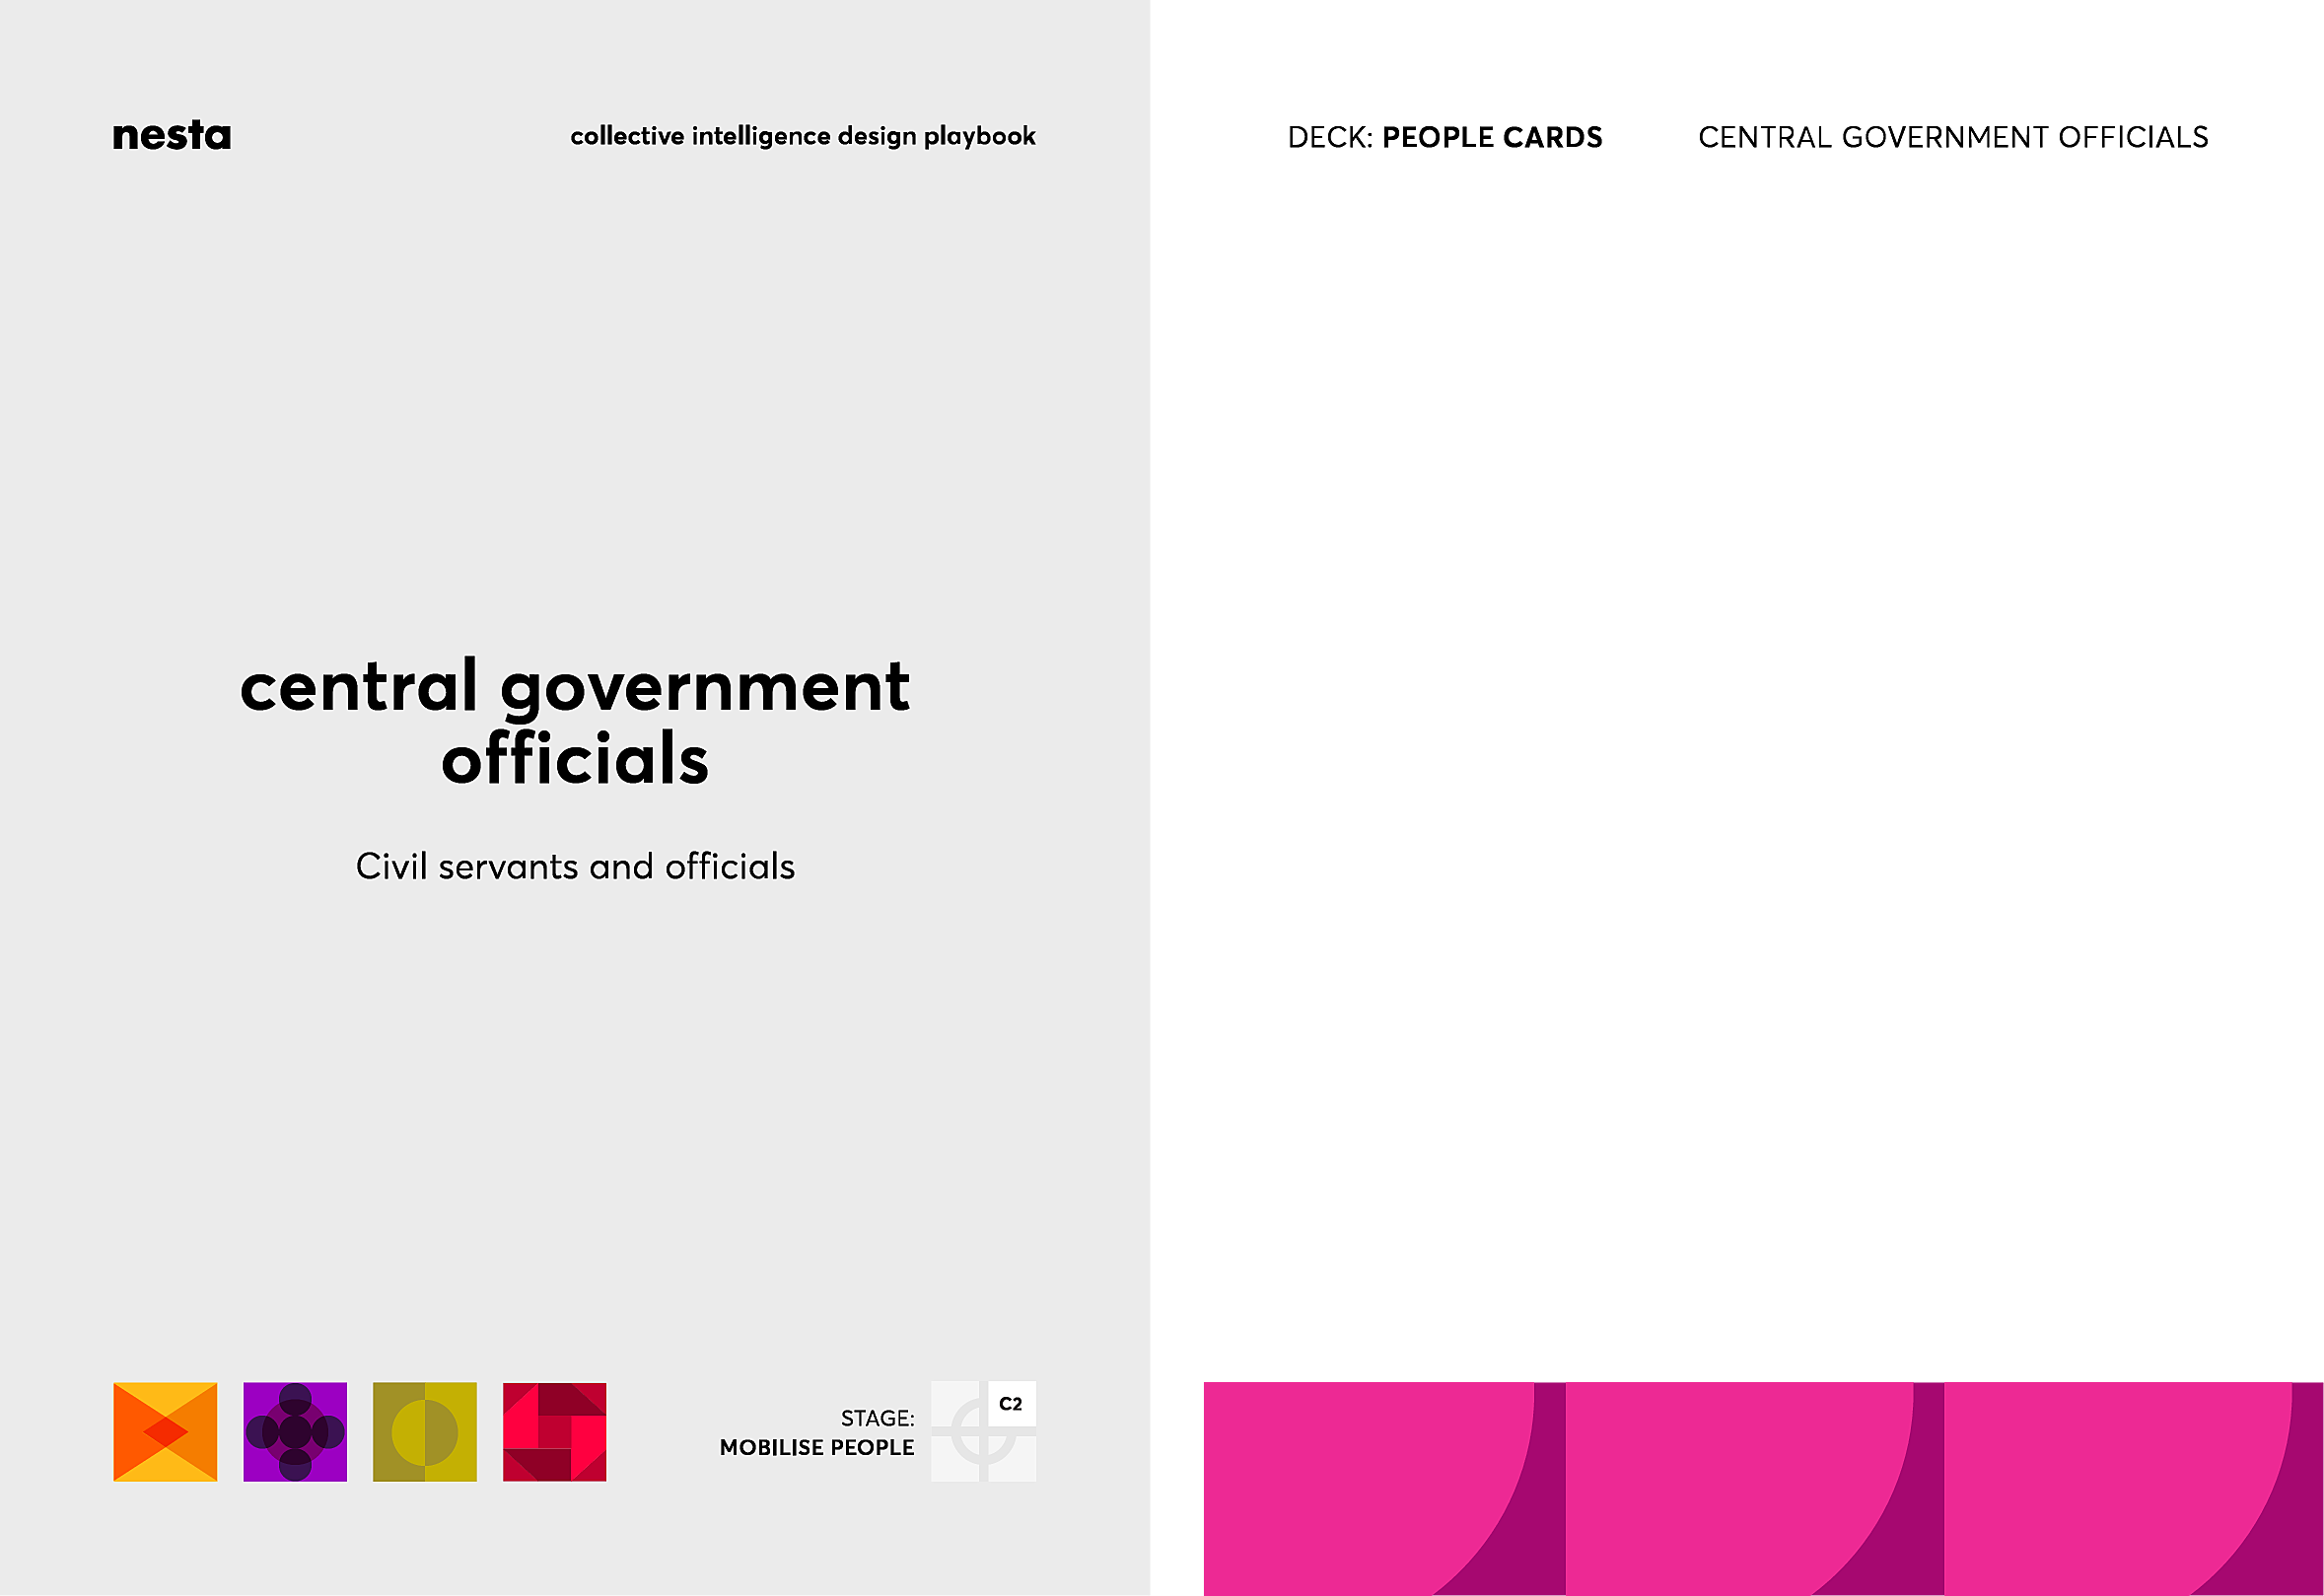 nesta
collective intelligence design playbook
central government
officials
Civil servants and officials
STAGE:
MOBILISE PEOPLE
C2
DECK: PEOPLE CARDS
CENTRAL GOVERNMENT OFFICIALS